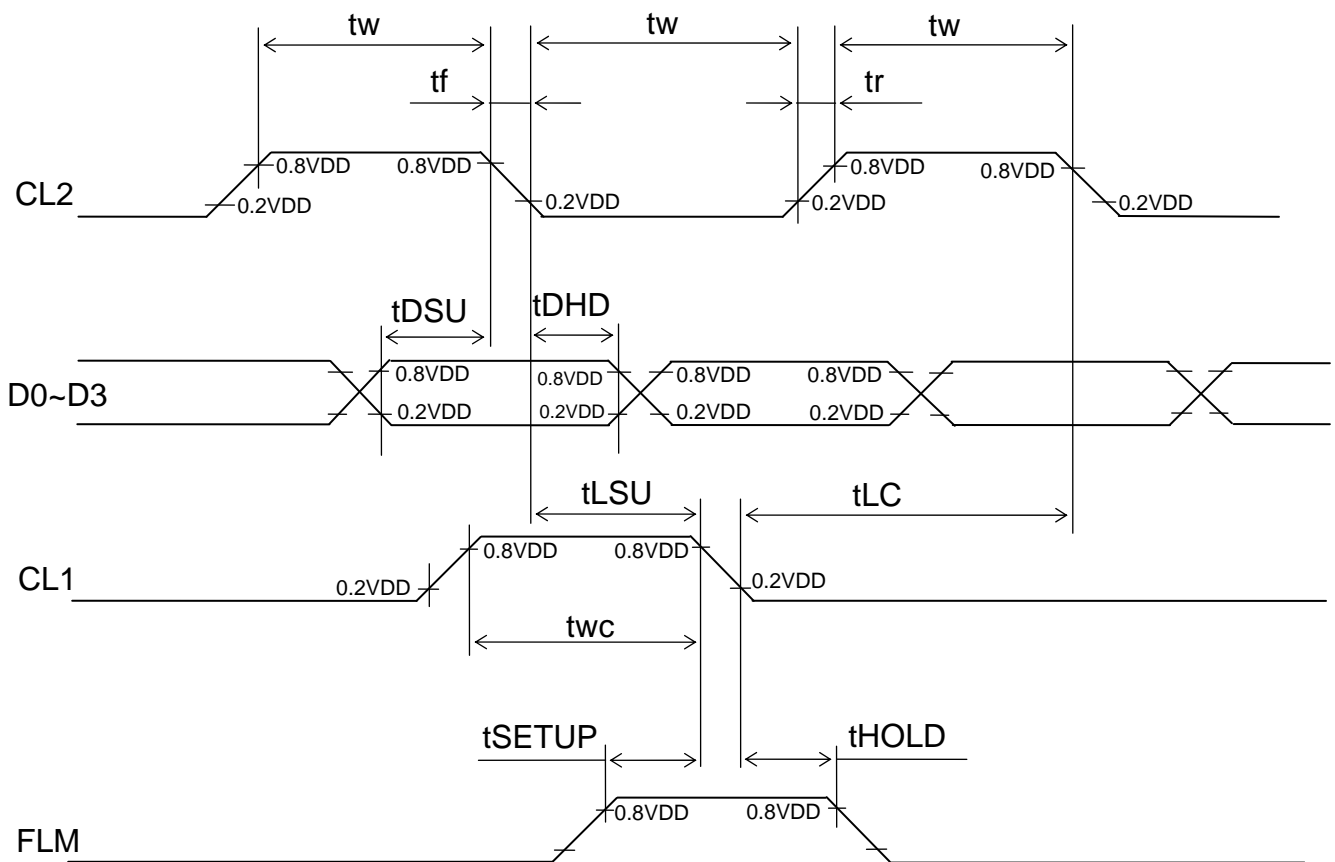 tw tw tw
tf tr
0.8VDD 0.8VDD 0.8VDD 0.8VDD
CL2
0.2VDD 0.2VDD 0.2VDD 0.2VDD
tDSU tDHD
0.8VDD 0.8VDD 0.8VDD 0.8VDD
D0~D3
0.2VDD 0.2VDD 0.2VDD 0.2VDD
tLSU tLC
0.8VDD 0.8VDD
CL1
0.2VDD 0.2VDD
twc
tSETUP tHOLD
0.8VDD 0.8VDD
FLM